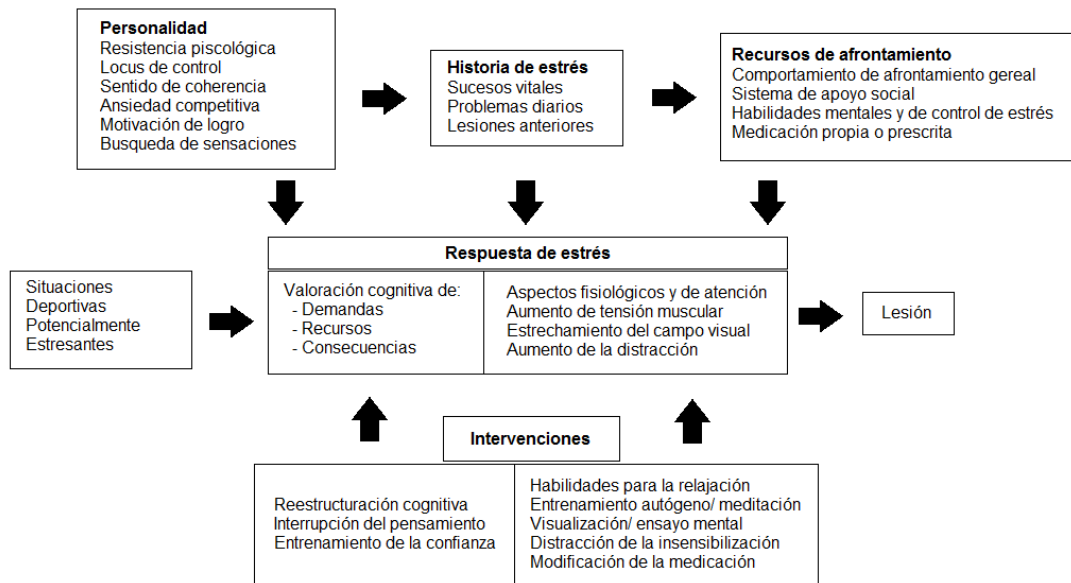 Personalidad
Resistencia piscológica
Locus de control
Sentido de coherencia
Ansiedad competitiva
Motivación de logro
Busqueda de sensaciones
Historia de estrés
Sucesos vitales
Problemas diarios
Lesiones anteriores
Recursos de afrontamiento
Comportamiento de afrontamiento gereal
Sistema de apoyo social
Habilidades mentales y de control de estrés
Medicación propia o prescrita
Situaciones
Deportivas
Potencialmente
Estresantes
Respuesta de estrés
Valoración cognitiva de:
- Demandas
- Recursos
- Consecuencias
Aspectos fisiológicos y de atención
Aumento de tensión muscular
Estrechamiento del campo visual
Aumento de la distracción
Lesión
Intervenciones
Reestructuración cognitiva
Interrupción del pensamiento
Entrenamiento de la confianza
Habilidades para la relajación
Entrenamiento autógeno/ meditación
Visualización/ ensayo mental
Distracción de la insensibilización
Modificación de la medicación